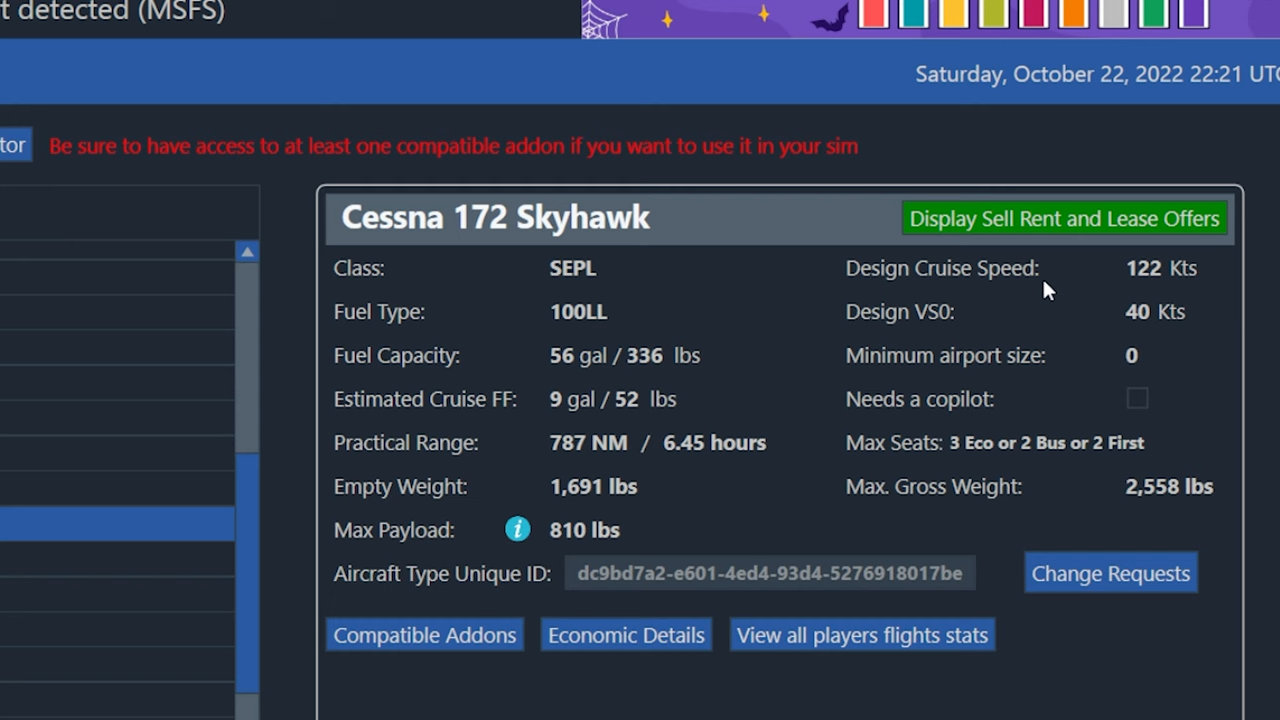 t detected (MSFS)
Saturday, October 22, 2022 22:21 UTC
tor Be sure to have access to at least one compatible addon if you want to use it in your sim
Cessna 172 Skyhawk Display Sell Rent and Lease Offers
Class: SEPL Design Cruise Speed: 122 Kts
Fuel Type: 100LL Design VS0: 40 Kts
Fuel Capacity: 56 gal / 336 lbs Minimum airport size: 0
Estimated Cruise FF: 9 gal / 52 lbs Needs a copilot:
Practical Range: 787 NM / 6.45 hours Max Seats: 3 Eco or 2 Bus or 2 First
Empty Weight: 1,691 lbs Max. Gross Weight: 2,558 lbs
Max Payload: i 810 lbs
Aircraft Type Unique ID: dc9bd7a2-e601-4ed4-93d4-5276918017be Change Requests
Compatible Addons Economic Details View all players flights stats